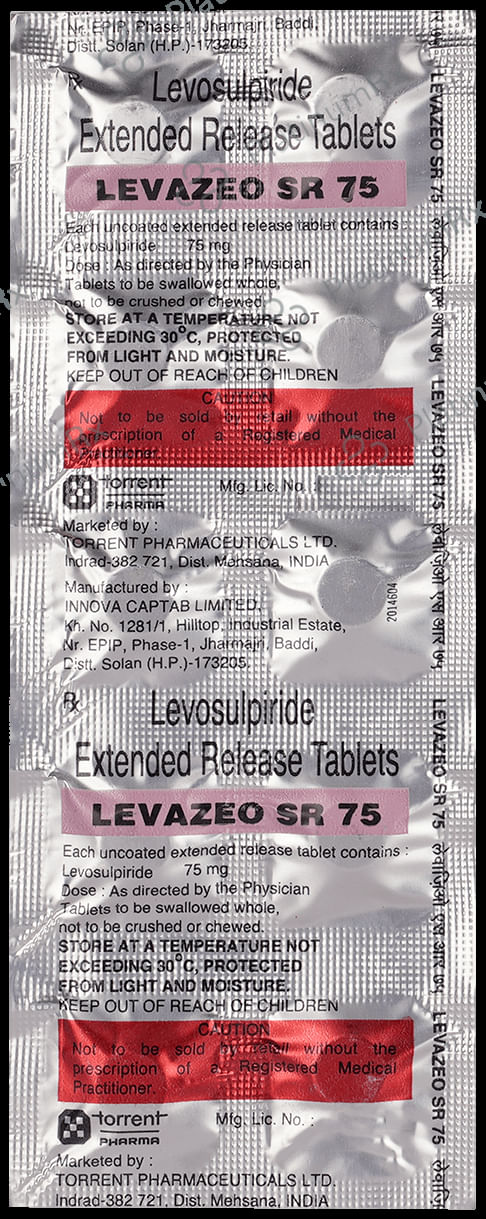 Nr. EPIP, Phase-1, Jharmajri, Baddi,
Distt. Solan (H.P.)-173205.
Rx
Levosulpiride
Extended Release Tablets
LEVAZEO SR 75
Each uncoated extended release tablet contains :
Levosulpiride 75 mg
Dose : As directed by the Physician
Tablets to be swallowed whole,
not to be crushed or chewed.
STORE AT A TEMPERATURE NOT
EXCEEDING 30°C, PROTECTED
FROM LIGHT AND MOISTURE.
KEEP OUT OF REACH OF CHILDREN
CAUTION
Not to be sold by retail without the
prescription of a Registered Medical
Practitioner.
torrent
PHARMA
Mfg. Lic. No.
Marketed by :
TORRENT PHARMACEUTICALS LTD.
Indrad-382 721, Dist. Mehsana, INDIA
Manufactured by :
INNOVA CAPTAB LIMITED,
Kh. No. 1281/1, Hilltop, Industrial Estate,
Nr. EPIP, Phase-1, Jharmajri, Baddi,
Distt. Solan (H.P.)-173205.
2014604
Rx
Levosulpiride
Extended Release Tablets
LEVAZEO SR 75
Each uncoated extended release tablet contains :
Levosulpiride 75 mg
Dose : As directed by the Physician
Tablets to be swallowed whole,
not to be crushed or chewed.
STORE AT A TEMPERATURE NOT
EXCEEDING 30°C, PROTECTED
FROM LIGHT AND MOISTURE.
KEEP OUT OF REACH OF CHILDREN
CAUTION
Not to be sold by retail without the
prescription of a Registered Medical
Practitioner.
torrent
PHARMA
Mfg. Lic. No. :
Marketed by :
TORRENT PHARMACEUTICALS LTD.
Indrad-382 721, Dist. Mehsana, INDIA
LEVAZEO SR 75
LEVAZEO SR 75
LEVAZEO SR 75
LEVAZEO SR 75